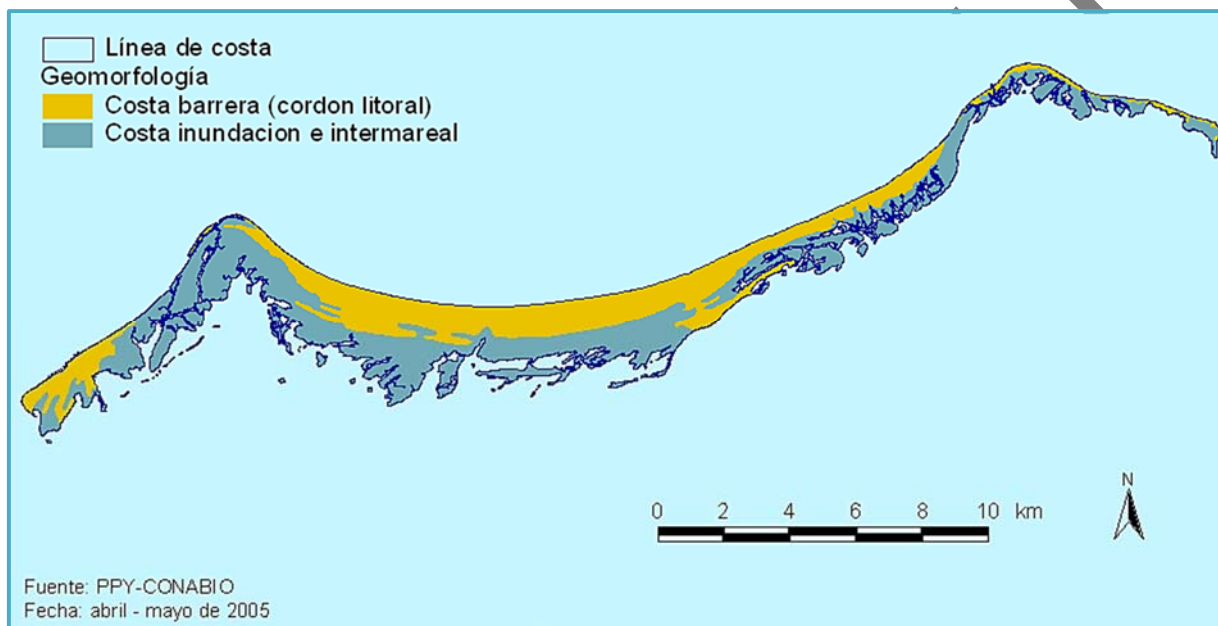 Línea de costa
Geomorfología
Costa barrera (cordon litoral)
Costa inundacion e intermareal
N
0 2 4 6 8 10 km
Fuente: PPY-CONABIO
Fecha: abril - mayo de 2005